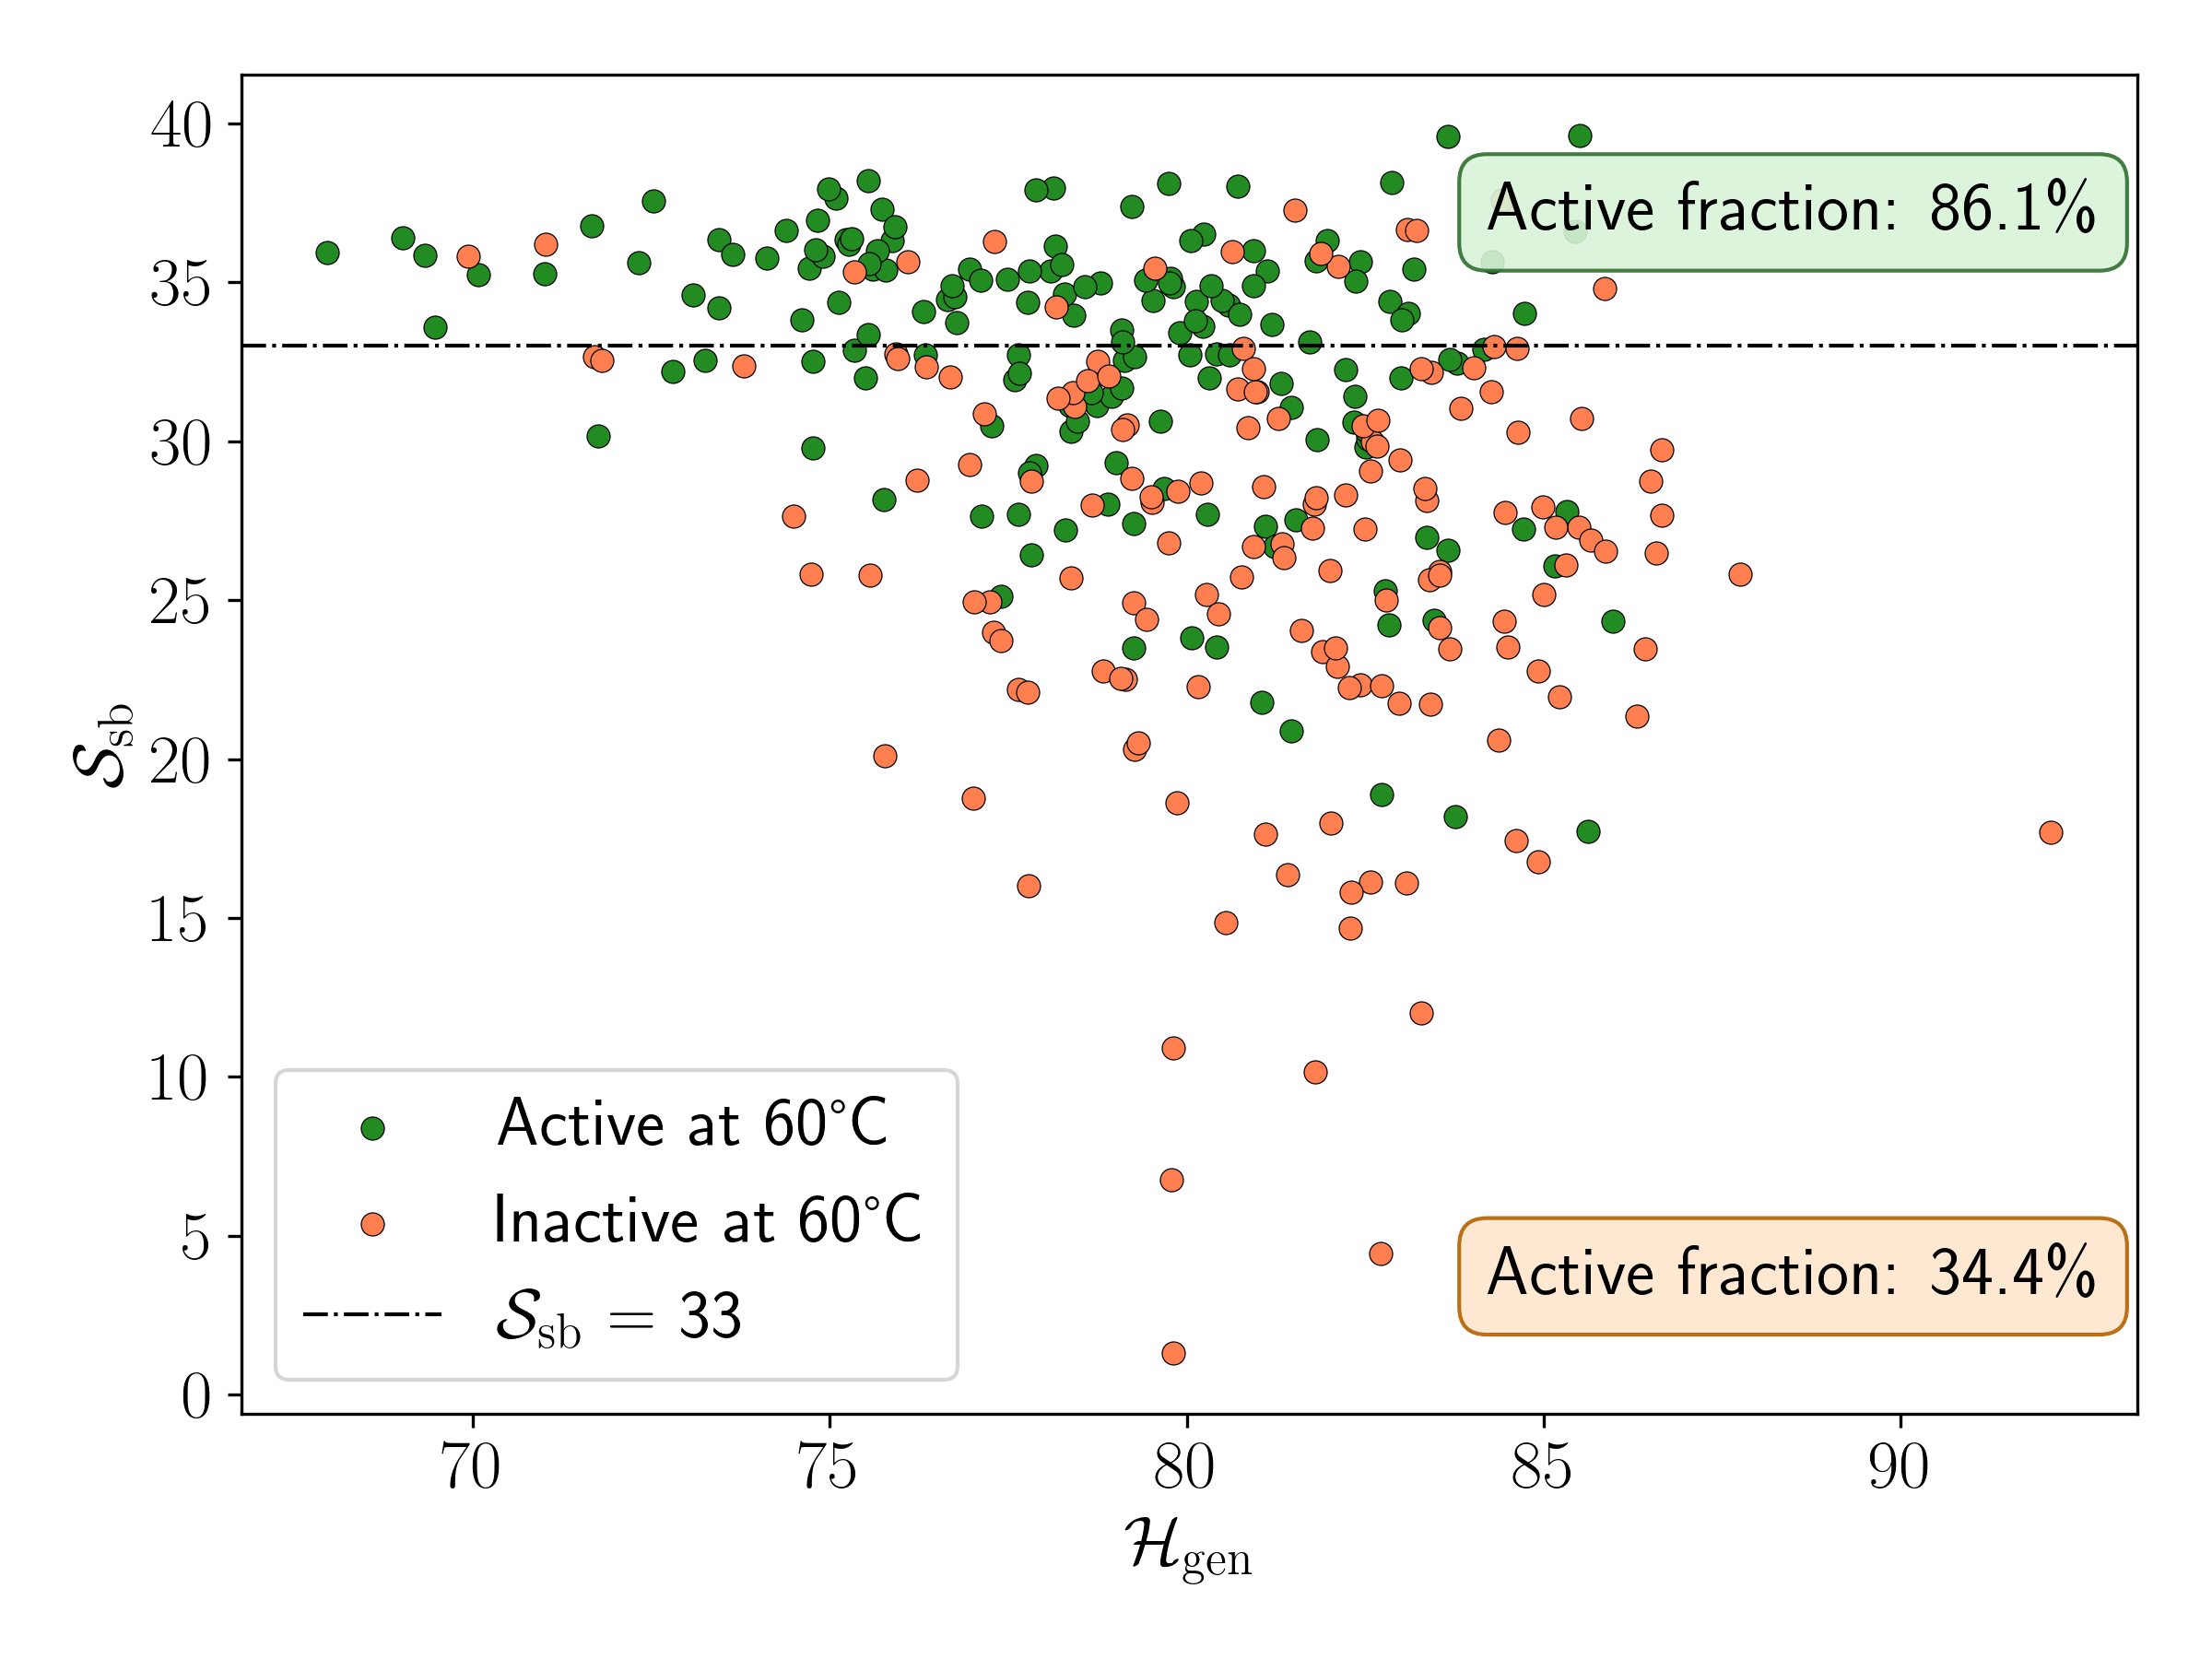 40
35
30
25
20
15
10
5
0
𝒮sb
Active fraction: 86.1%
Active at 60°C
Inactive at 60°C
𝒮sb = 33
Active fraction: 34.4%
70 75 80 85 90
ℋgen